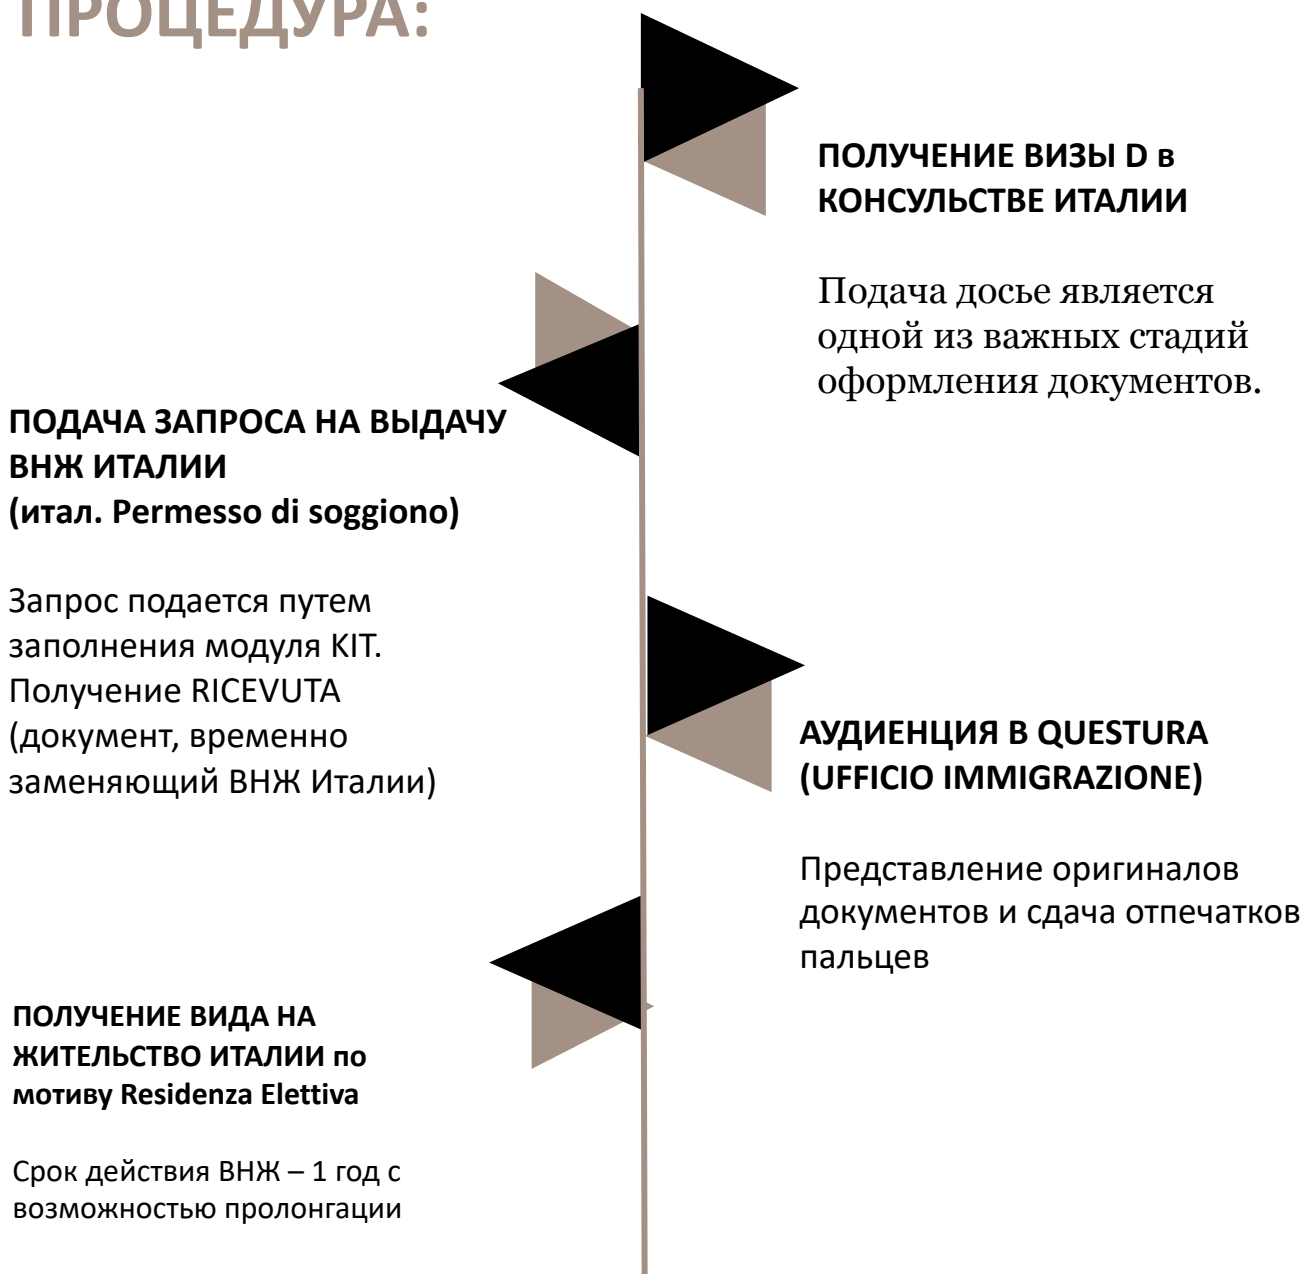 ПРОЦЕДУРА:
ПОЛУЧЕНИЕ ВИЗЫ D в
КОНСУЛЬСТВЕ ИТАЛИИ
Подача досье является
одной из важных стадий
оформления документов.
ПОДАЧА ЗАПРОСА НА ВЫДАЧУ
ВНЖ ИТАЛИИ
(итал. Permesso di soggiono)
Запрос подается путем
заполнения модуля KIT.
Получение RICEVUTA
(документ, временно
заменяющий ВНЖ Италии)
АУДИЕНЦИЯ В QUESTURA
(UFFICIO IMMIGRAZIONE)
Представление оригиналов
документов и сдача отпечатков
пальцев
ПОЛУЧЕНИЕ ВИДА НА
ЖИТЕЛЬСТВО ИТАЛИИ по
мотиву Residenza Elettiva
Срок действия ВНЖ – 1 год с
возможностью пролонгации